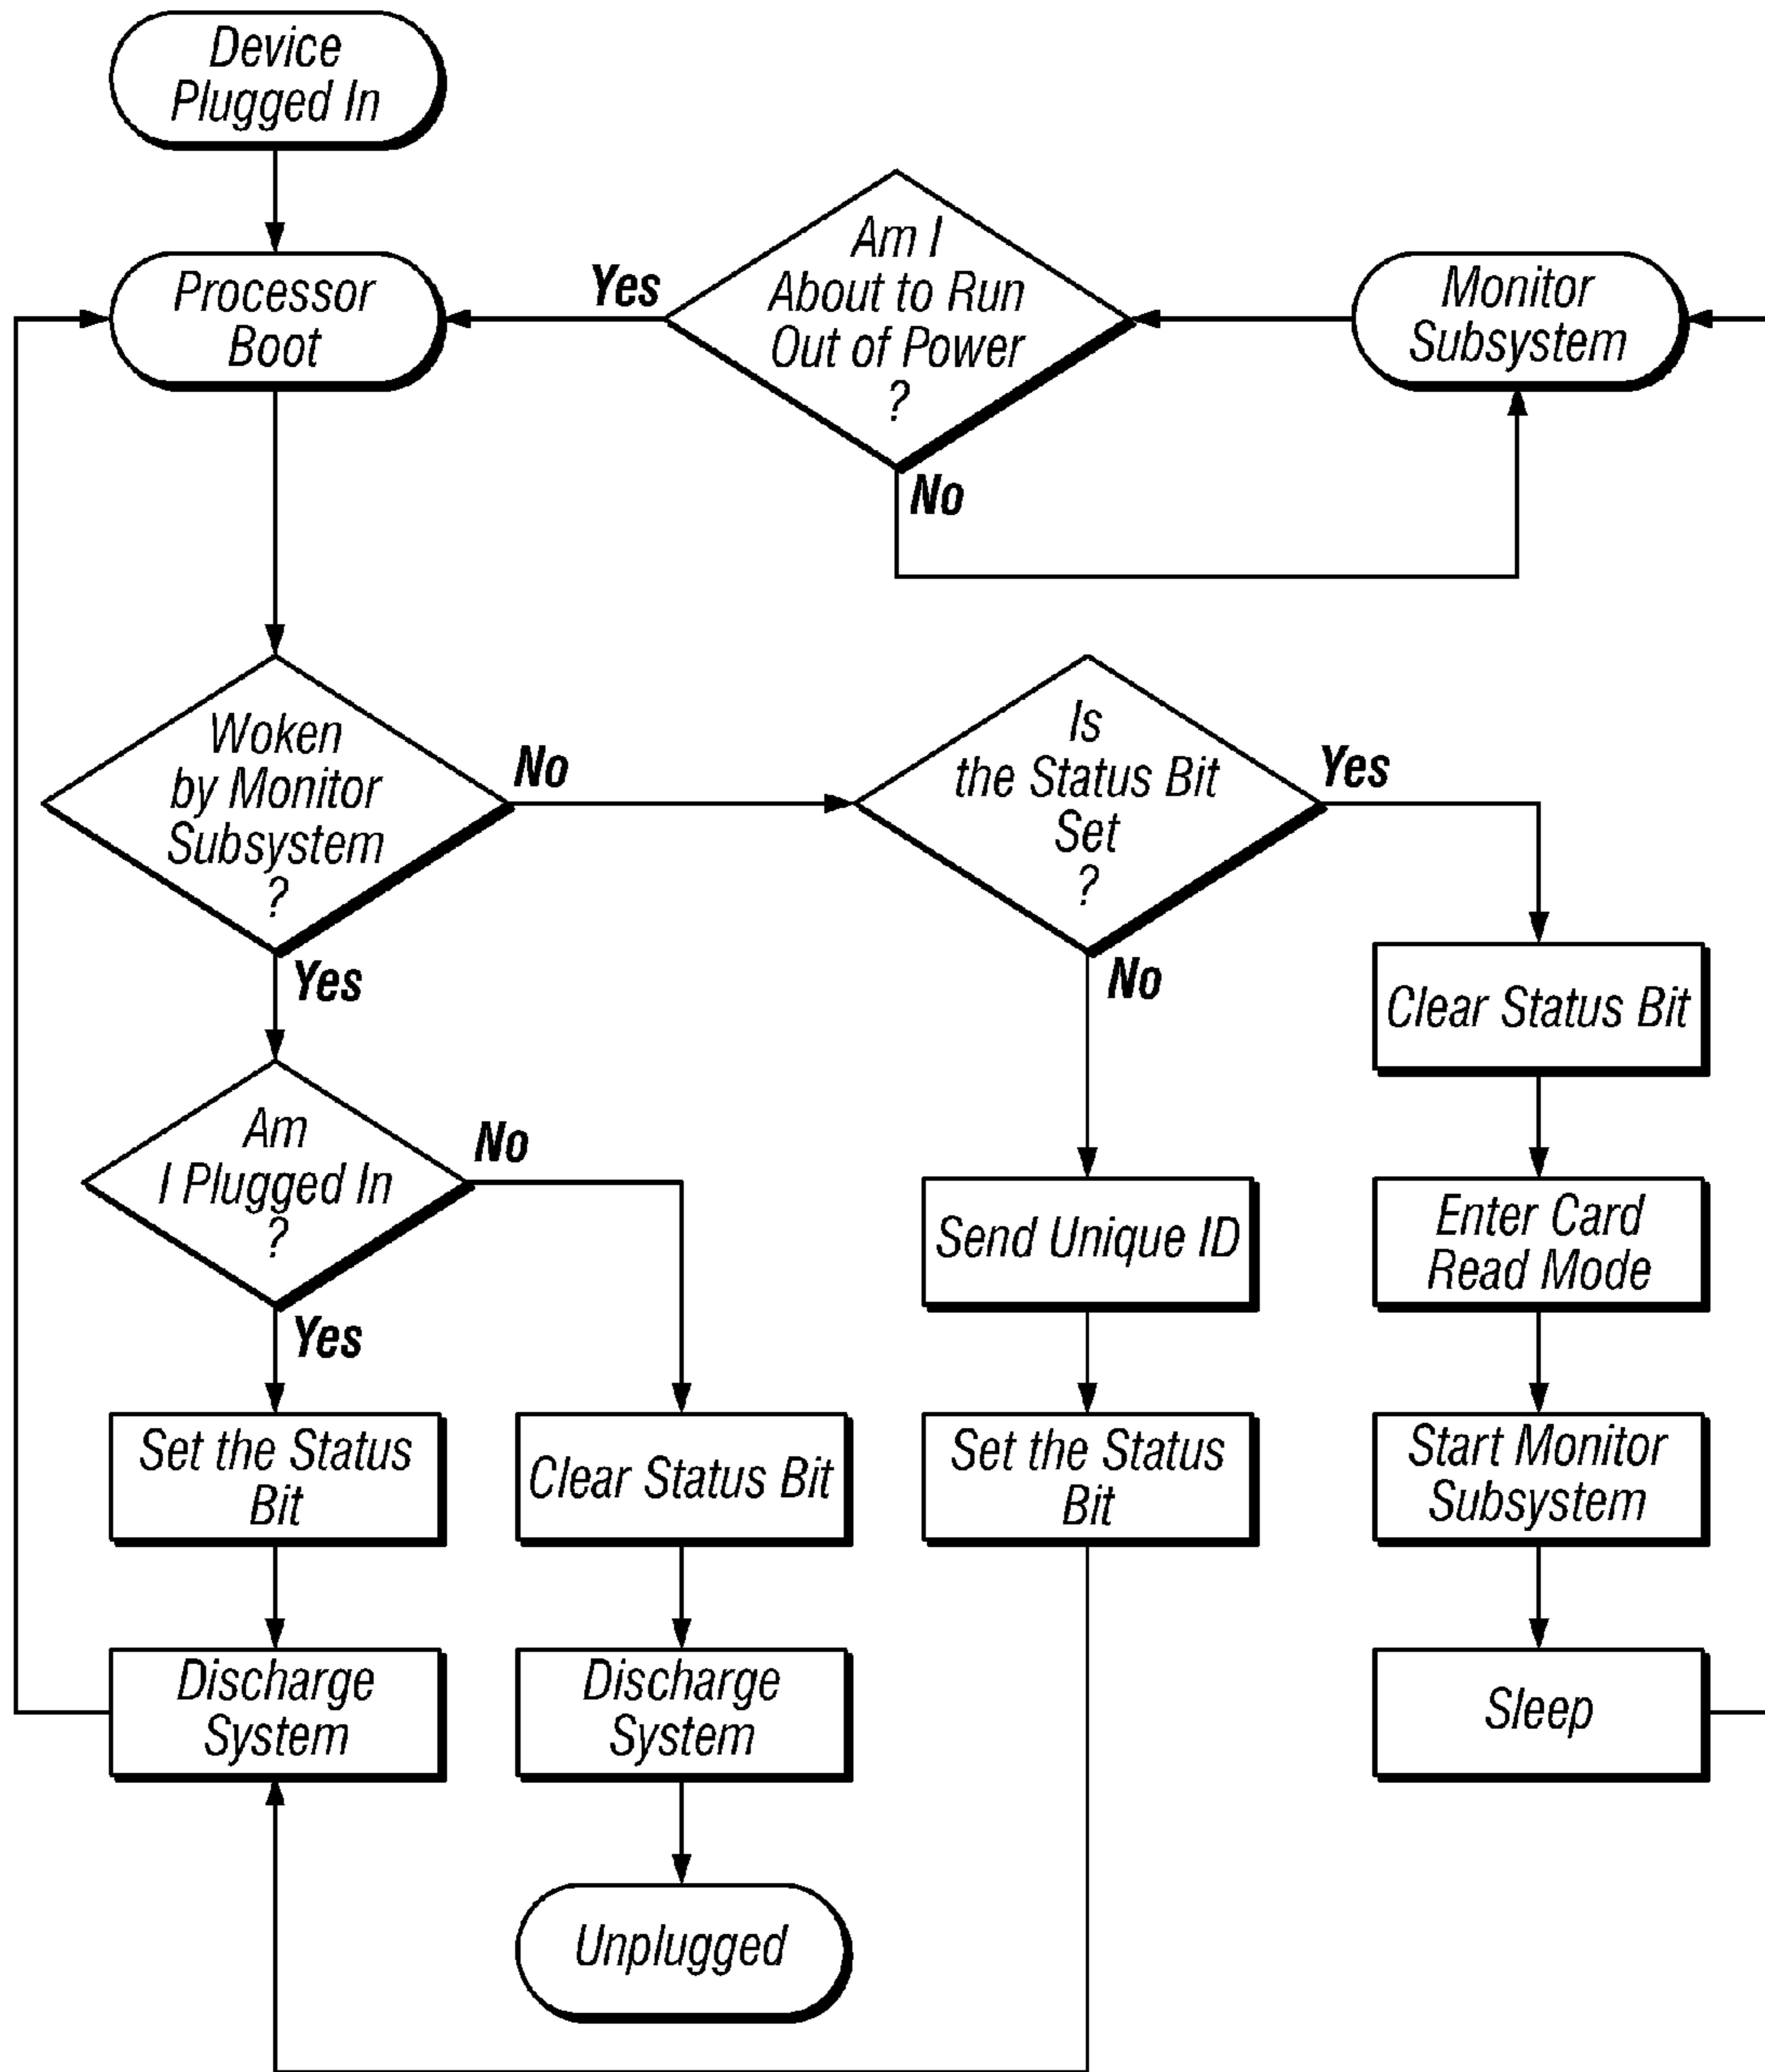 Device
Plugged In
Processor
Boot
Yes
Am I
About to Run
Out of Power
?
No
Monitor
Subsystem
Woken
by Monitor
Subsystem
?
No
Yes
Is
the Status Bit
Set
?
Yes
No
Clear Status Bit
Am
I Plugged In
?
No
Yes
Send Unique ID
Enter Card
Read Mode
Set the Status
Bit
Clear Status Bit
Set the Status
Bit
Start Monitor
Subsystem
Discharge
System
Discharge
System
Sleep
Unplugged